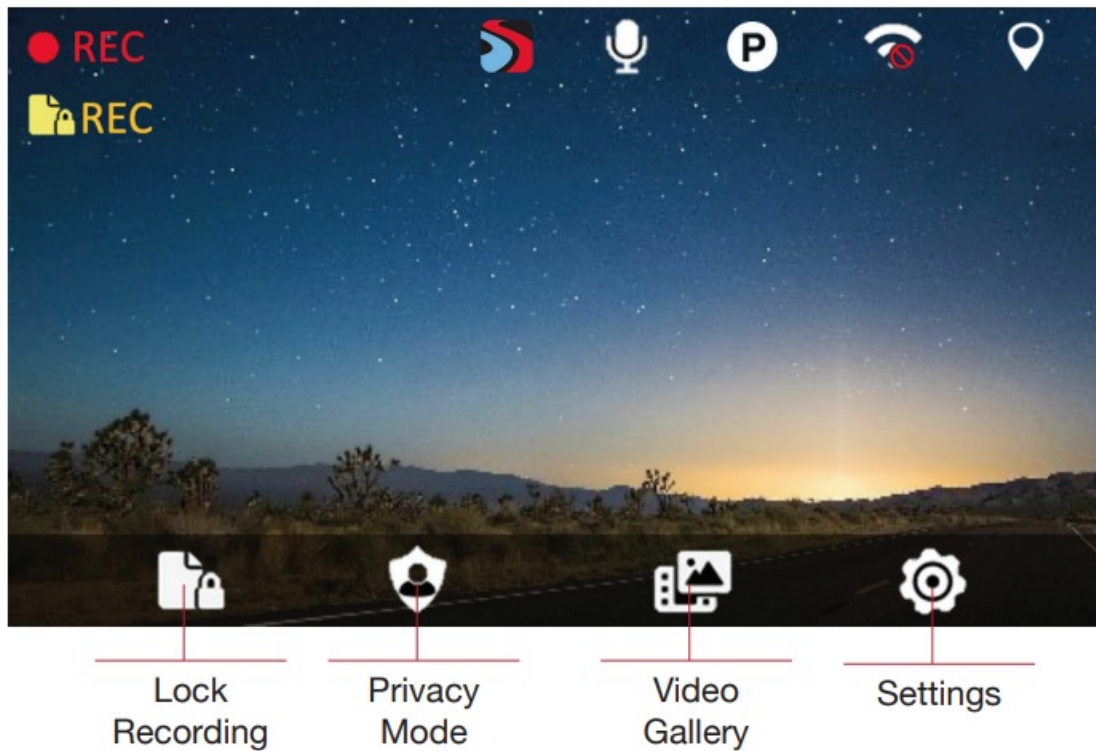 REC
P
REC
Lock
Recording
Privacy
Mode
Video
Gallery
Settings